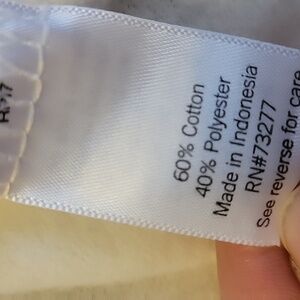 60% Cotton
40% Polyester
Made in Indonesia
RN#73277
See reverse for care